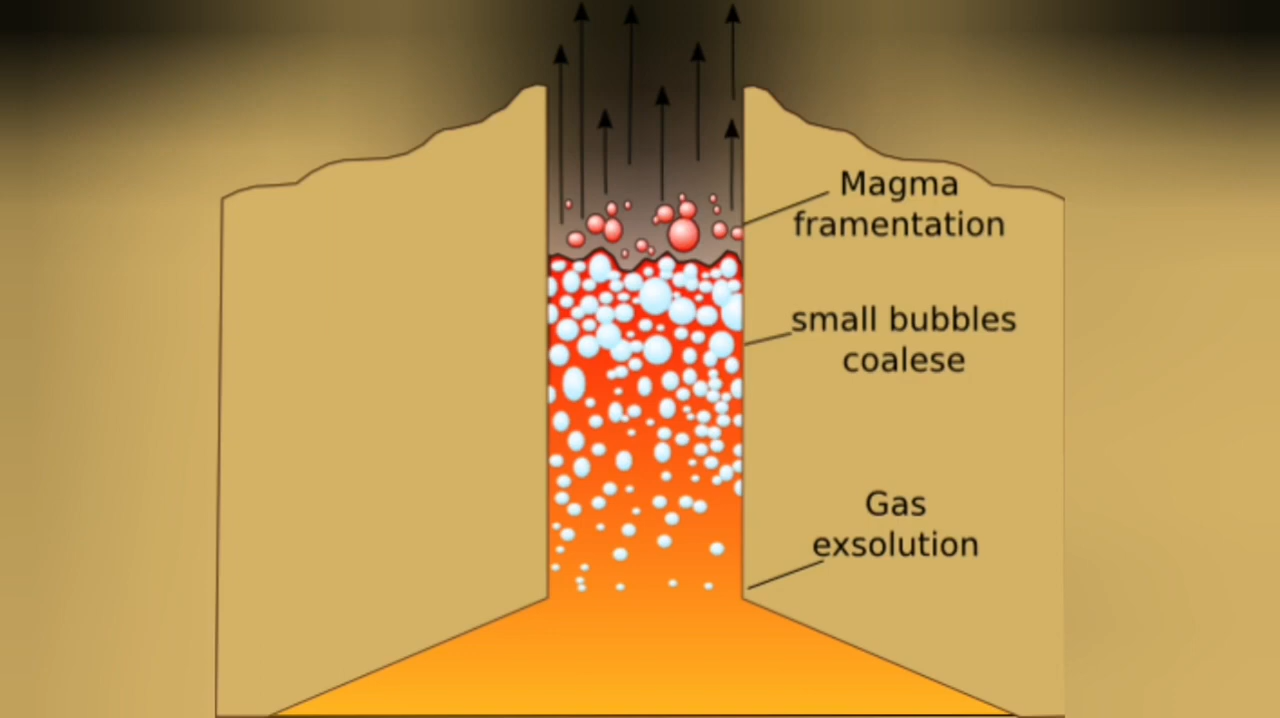 Magma
framentation
small bubbles
coalese
Gas
exsolution